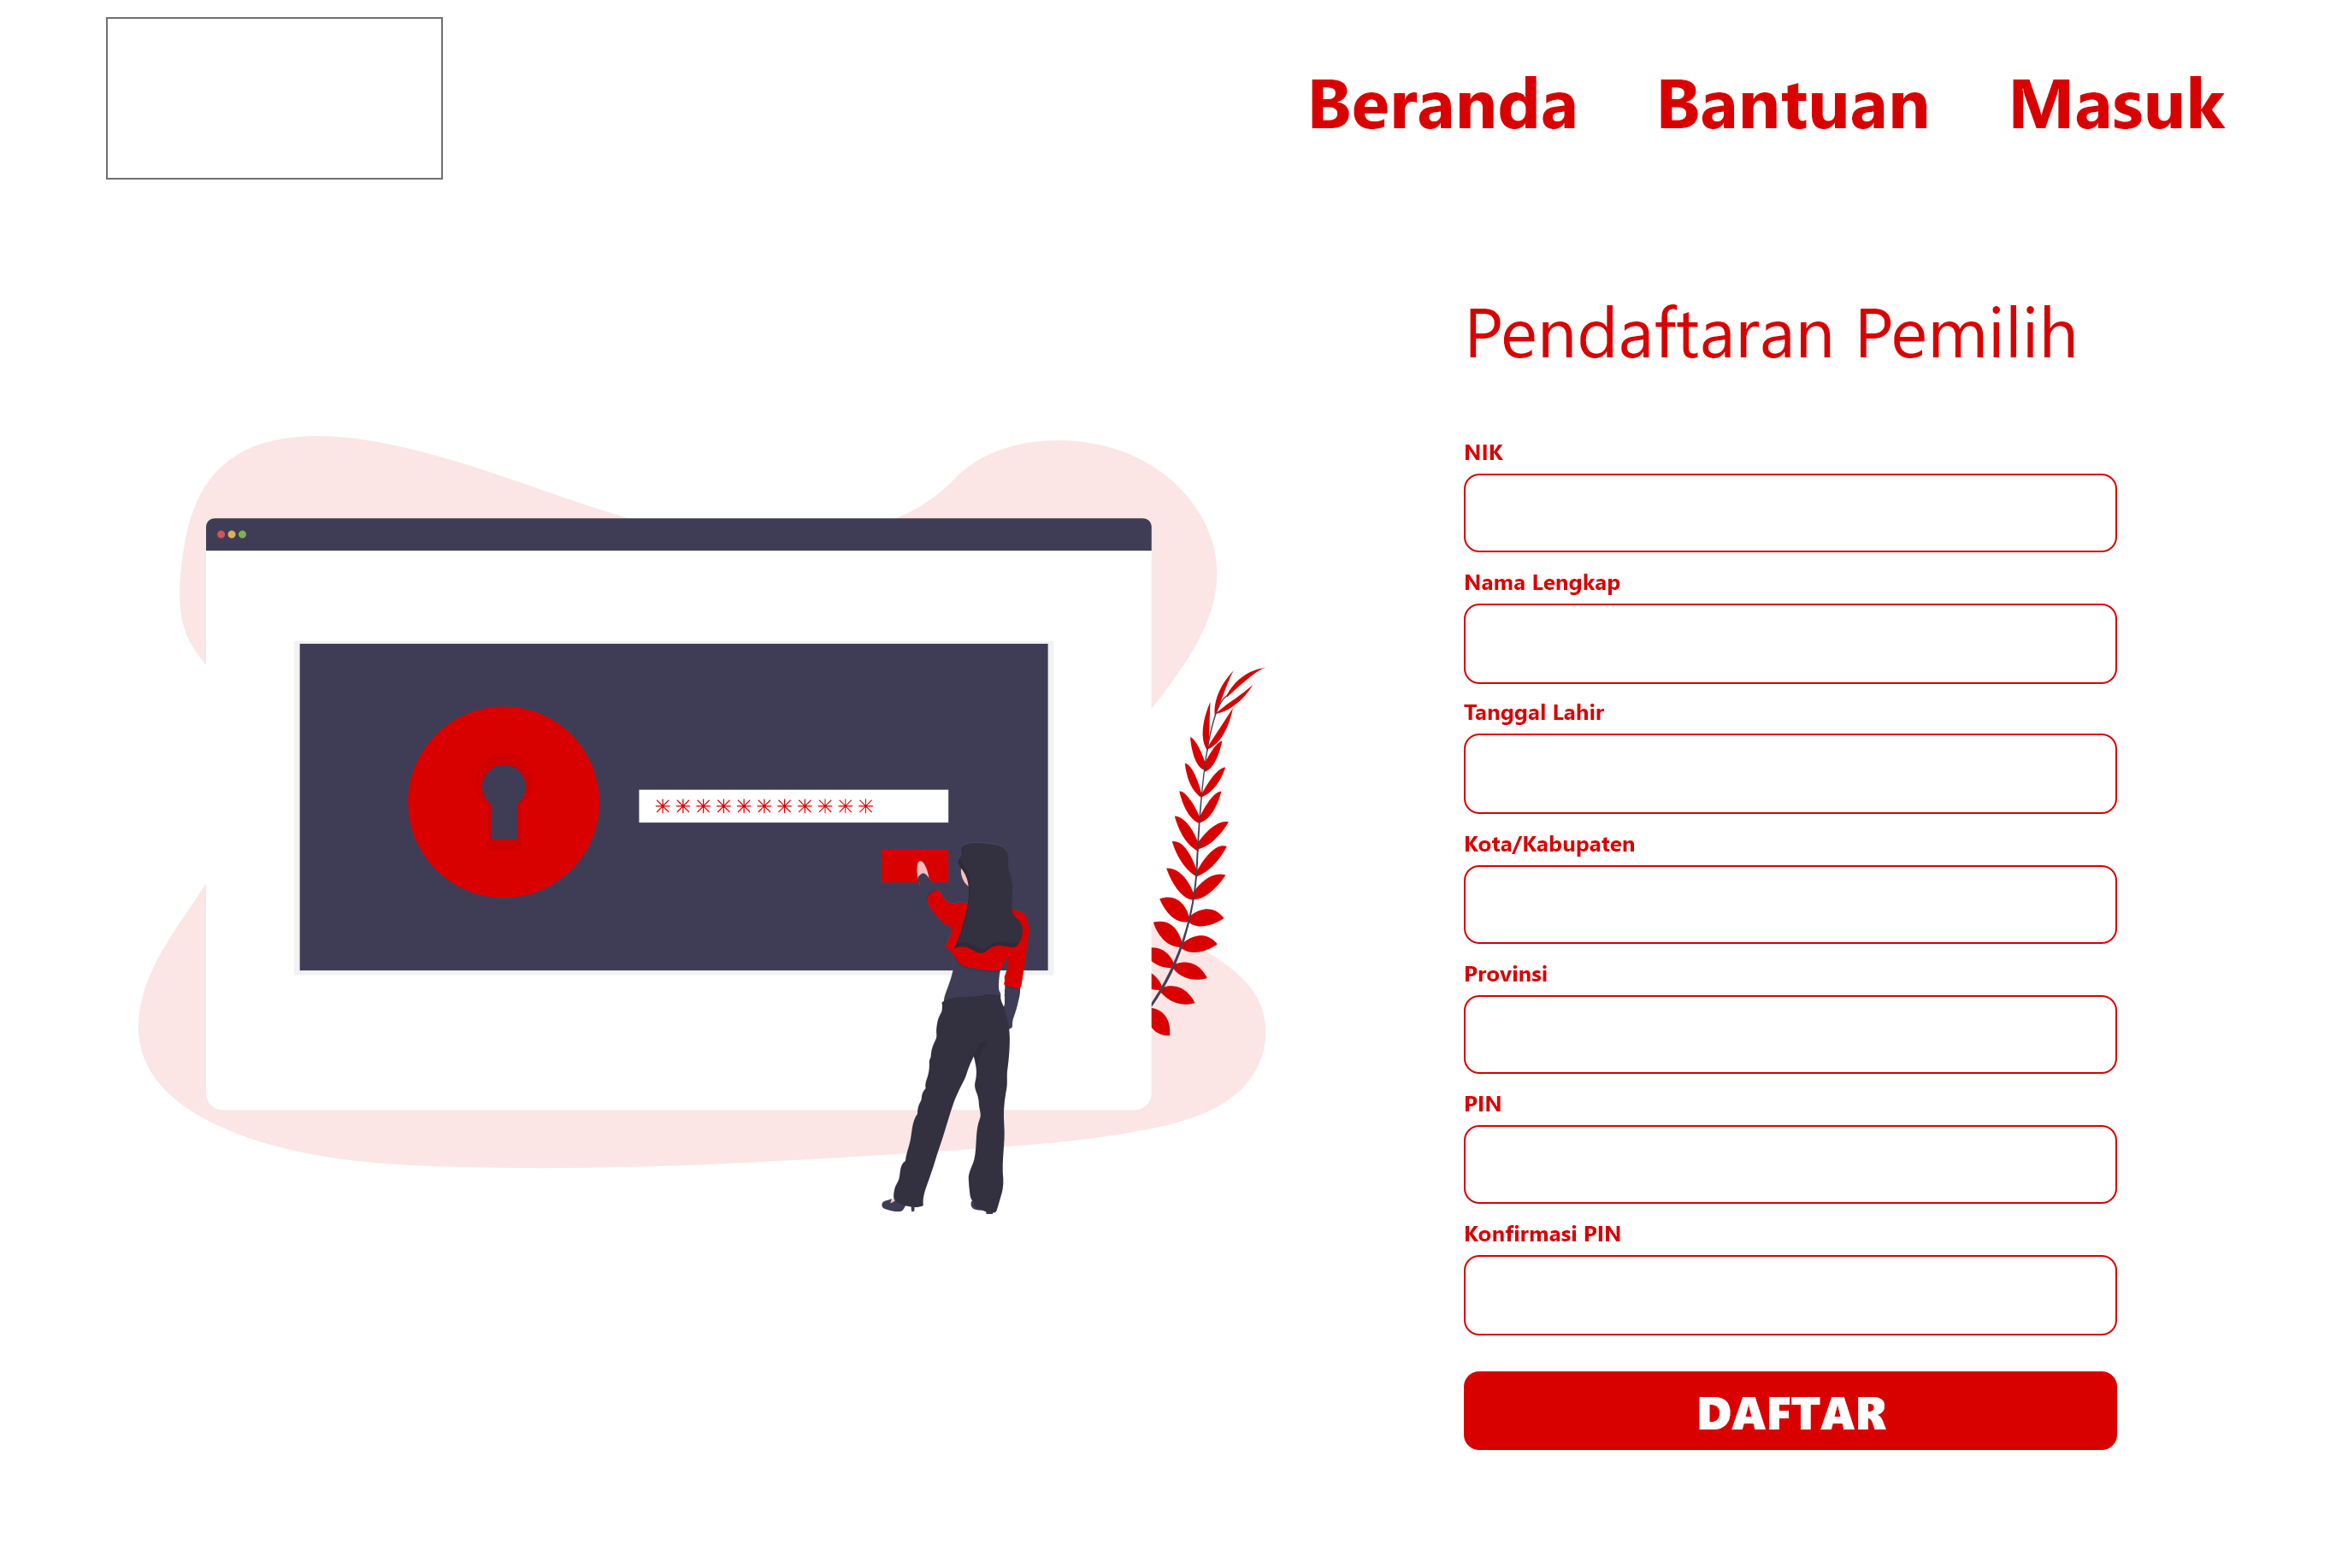 Beranda Bantuan Masuk
Pendaftaran Pemilih
NIK
Nama Lengkap
Tanggal Lahir
Kota/Kabupaten
Provinsi
PIN
Konfirmasi PIN
DAFTAR
***********